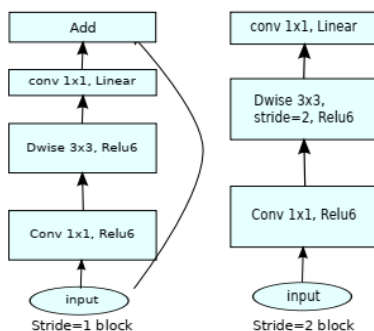 Add
conv 1x1, Linear
Dwise 3x3, Relu6
Conv 1x1, Relu6
input
Stride=1 block
conv 1x1, Linear
Dwise 3x3,
stride=2, Relu6
Conv 1x1, Relu6
input
Stride=2 block